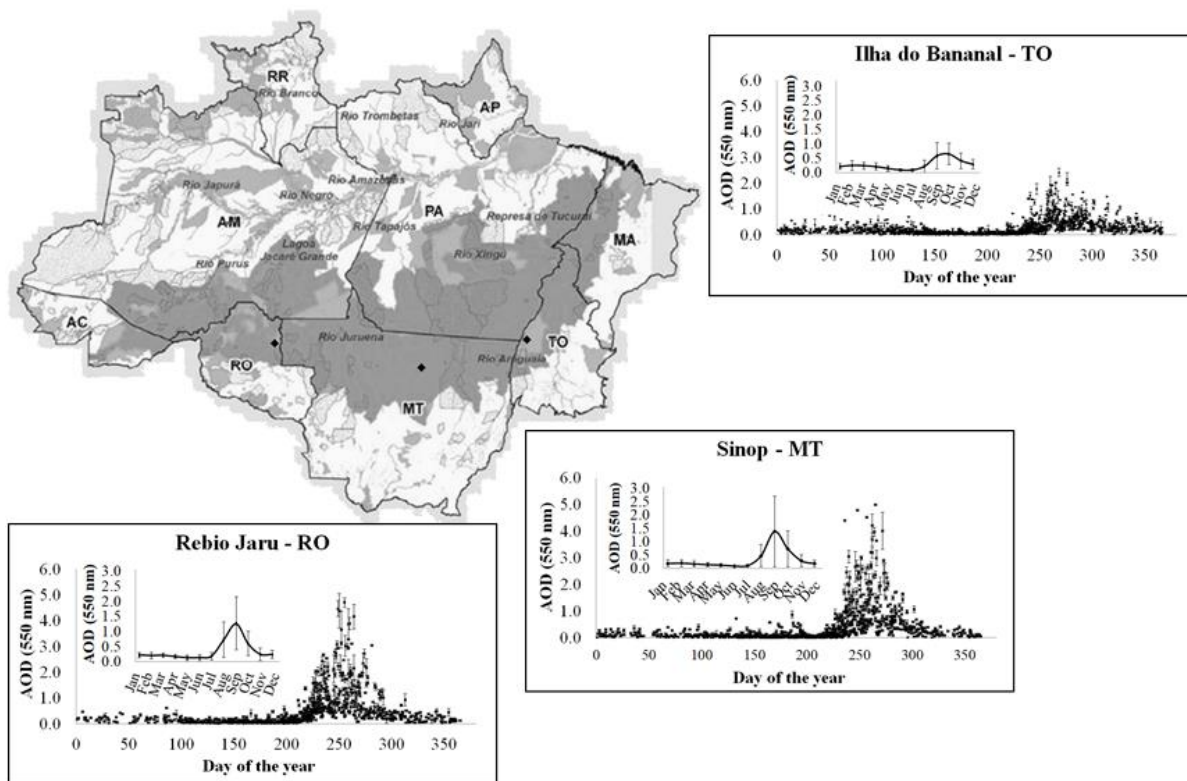 RR
Rio Branco
AP
Rio Trombetas
Rio Jari
Rio Japurá
Rio Negro
Rio Amazonas
AM
PA
Represa de Tucuruí
Rio Tapajós
MA
Lagoa
Jacaré Grande
Rio Xingú
Rio Purus
AC
Rio Juruena
TO
RO
Rio Araguaia
MT
Ilha do Bananal - TO
AOD (550 nm)
6.0
5.0
4.0
3.0
2.0
1.0
0.0
AOD (550 nm)
3.0
2.5
2.0
1.5
1.0
0.5
0.0
Jan
Feb
Mar
Apr
May
Jun
Jul
Aug
Sep
Oct
Nov
Dec
0 50 100 150 200 250 300 350
Day of the year
Sinop - MT
AOD (550 nm)
6.0
5.0
4.0
3.0
2.0
1.0
0.0
AOD (550 nm)
3.0
2.5
2.0
1.5
1.0
0.5
0.0
Jan
Feb
Mar
Apr
May
Jun
Jul
Aug
Sep
Oct
Nov
Dec
0 50 100 150 200 250 300 350
Day of the year
Rebio Jaru - RO
AOD (550 nm)
6.0
5.0
4.0
3.0
2.0
1.0
0.0
AOD (550 nm)
3.0
2.5
2.0
1.5
1.0
0.5
0.0
Jan
Feb
Mar
Apr
May
Jun
Jul
Aug
Sep
Oct
Nov
Dec
0 50 100 150 200 250 300 350
Day of the year